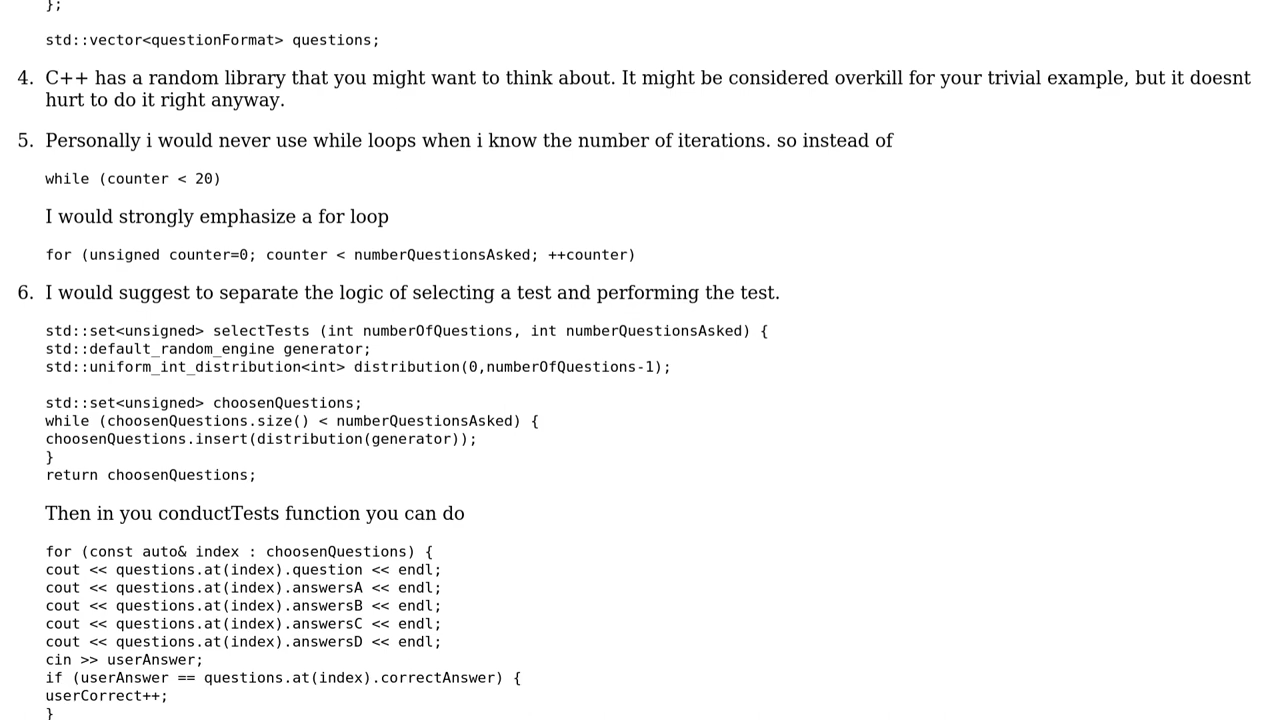 };
std::vector<questionFormat> questions;
4. C++ has a random library that you might want to think about. It might be considered overkill for your trivial example, but it doesnt
hurt to do it right anyway.
5. Personally i would never use while loops when i know the number of iterations. so instead of
while (counter < 20)
I would strongly emphasize a for loop
for (unsigned counter=0; counter < numberQuestionsAsked; ++counter)
6. I would suggest to separate the logic of selecting a test and performing the test.
std::set<unsigned> selectTests (int numberOfQuestions, int numberQuestionsAsked) {
std::default_random_engine generator;
std::uniform_int_distribution<int> distribution(0,numberOfQuestions-1);
std::set<unsigned> choosenQuestions;
while (choosenQuestions.size() < numberQuestionsAsked) {
choosenQuestions.insert(distribution(generator));
}
return choosenQuestions;
Then in you conductTests function you can do
for (const auto& index : choosenQuestions) {
cout << questions.at(index).question << endl;
cout << questions.at(index).answersA << endl;
cout << questions.at(index).answersB << endl;
cout << questions.at(index).answersC << endl;
cout << questions.at(index).answersD << endl;
cin >> userAnswer;
if (userAnswer == questions.at(index).correctAnswer) {
userCorrect++;
}